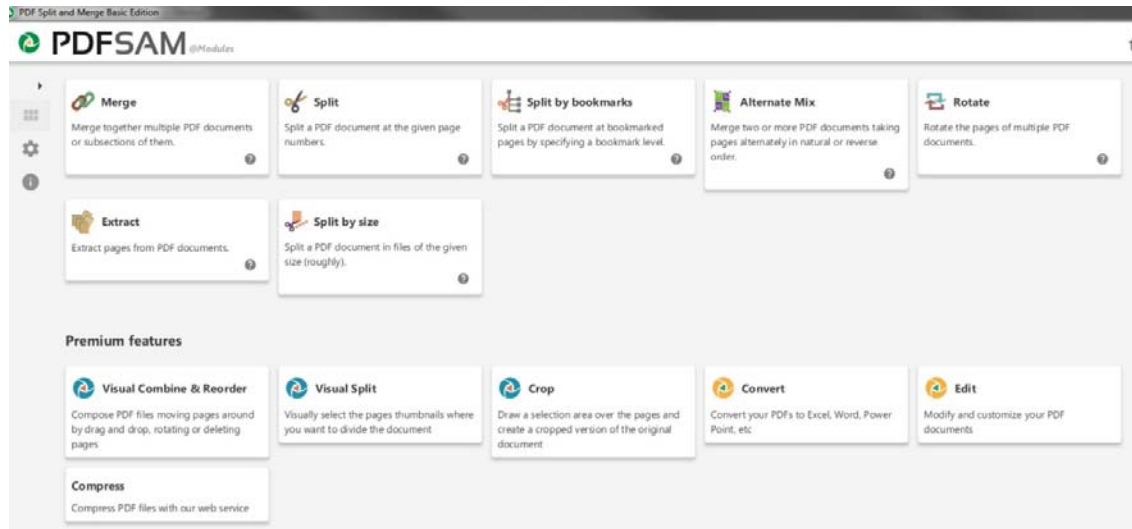 PDF Split and Merge Basic Edition
PDFSAM @Modules
Merge
Merge together multiple PDF documents
or subsections of them.
Split
Split a PDF document at the given page
numbers.
Split by bookmarks
Split a PDF document at bookmarked
pages by specifying a bookmark level.
Alternate Mix
Merge two or more PDF documents taking
pages alternately in natural or reverse
order.
Rotate
Rotate the pages of multiple PDF
documents.
Extract
Extract pages from PDF documents.
Split by size
Split a PDF document in files of the given
size (roughly).
Premium features
Visual Combine & Reorder
Compose PDF files moving pages around
by drag and drop, rotating or deleting
pages
Visual Split
Visually select the pages thumbnails where
you want to divide the document
Crop
Draw a selection area over the pages and
create a cropped version of the original
document
Convert
Convert your PDFs to Excel, Word, Power
Point, etc
Edit
Modify and customize your PDF
documents
Compress
Compress PDF files with our web service